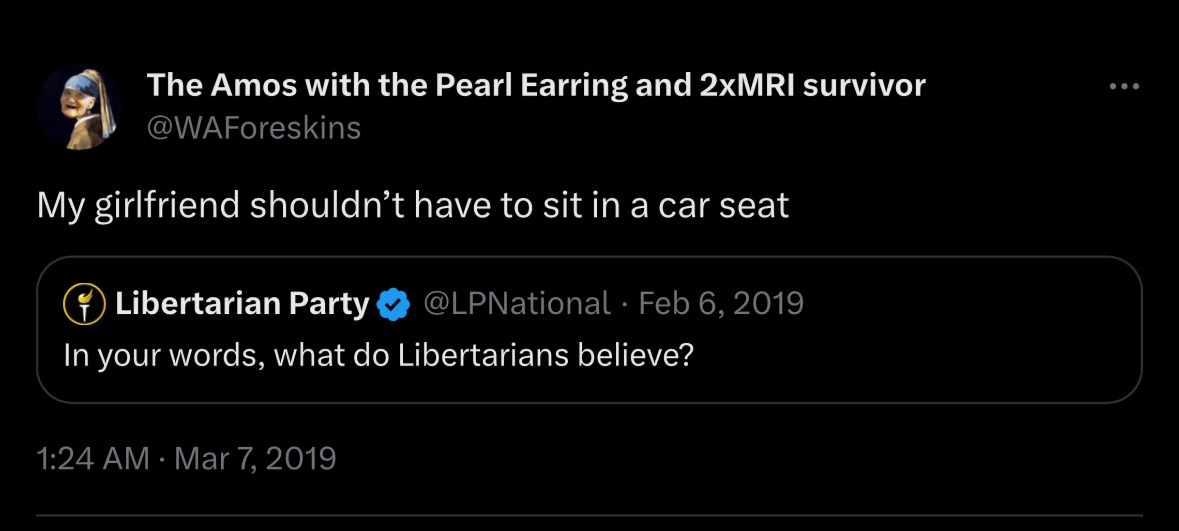 The Amos with the Pearl Earring and 2xMRI survivor
@WAForeskins
My girlfriend shouldn’t have to sit in a car seat
Libertarian Party @LPNational · Feb 6, 2019
In your words, what do Libertarians believe?
1:24 AM · Mar 7, 2019